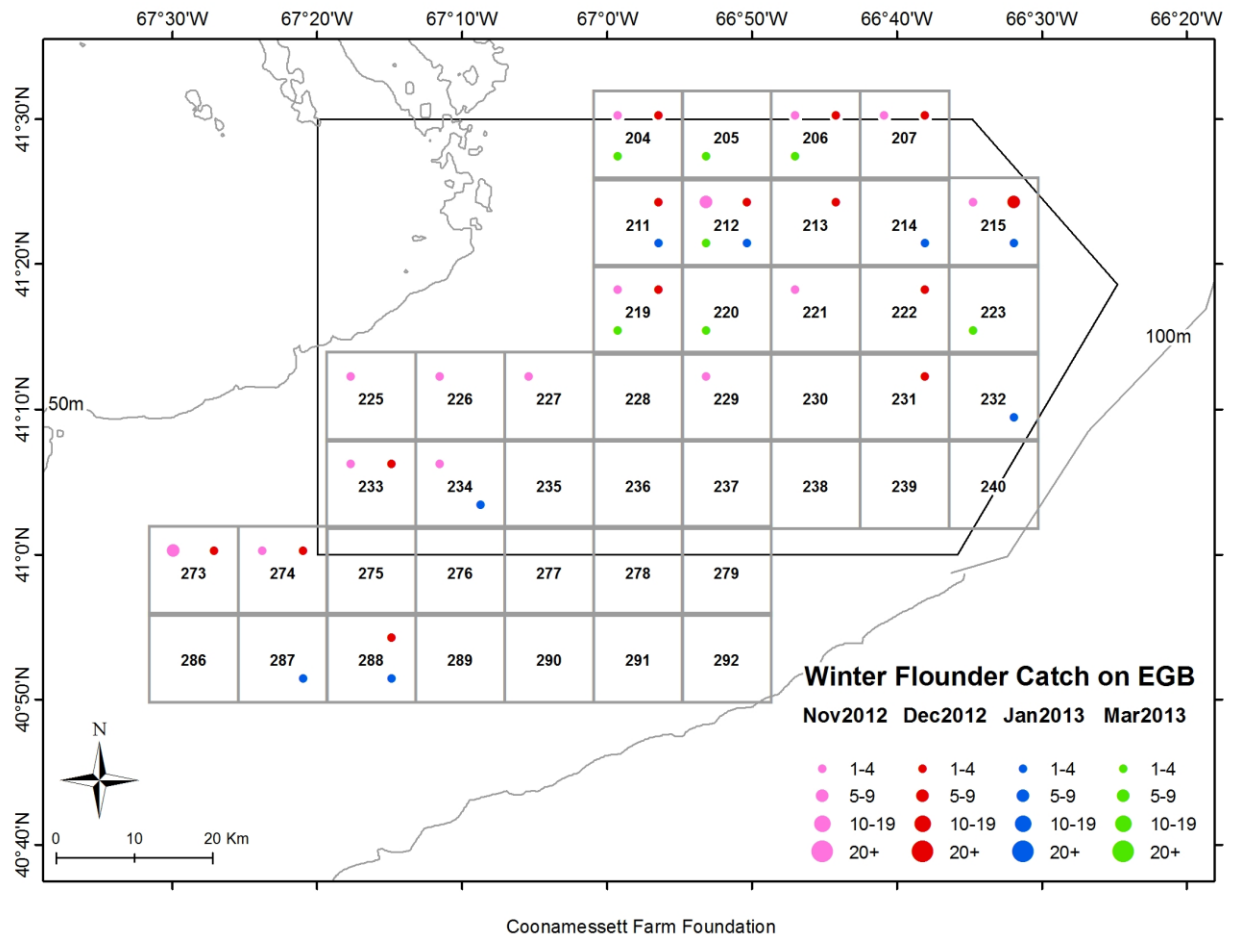 67°30'W 67°20'W 67°10'W 67°0'W 66°50'W 66°40'W 66°30'W 66°20'W
41°30'N
204 205 206 207
211 212 213 214 215
41°20'N
219 220 221 222 223
100m
225 226 227 228 229 230 231 232
41°10'N
50m
233 234 235 236 237 238 239 240
41°0'N
273 274 275 276 277 278 279
286 287 288 289 290 291 292
40°50'N
Winter Flounder Catch on EGB
Nov2012 Dec2012 Jan2013 Mar2013
N
1-4 1-4 1-4 1-4
5-9 5-9 5-9 5-9
10-19 10-19 10-19 10-19
20+ 20+ 20+ 20+
40°40'N
0 10 20 Km
Coonamessett Farm Foundation